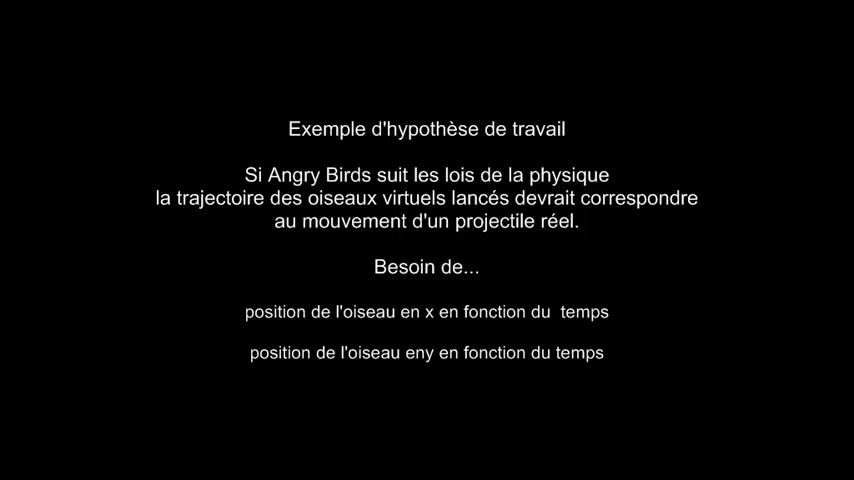 Exemple d'hypothèse de travail
Si Angry Birds suit les lois de la physique
la trajectoire des oiseaux virtuels lancés devrait correspondre
au mouvement d'un projectile réel.
Besoin de...
position de l'oiseau en x en fonction du  temps
position de l'oiseau eny en fonction du temps